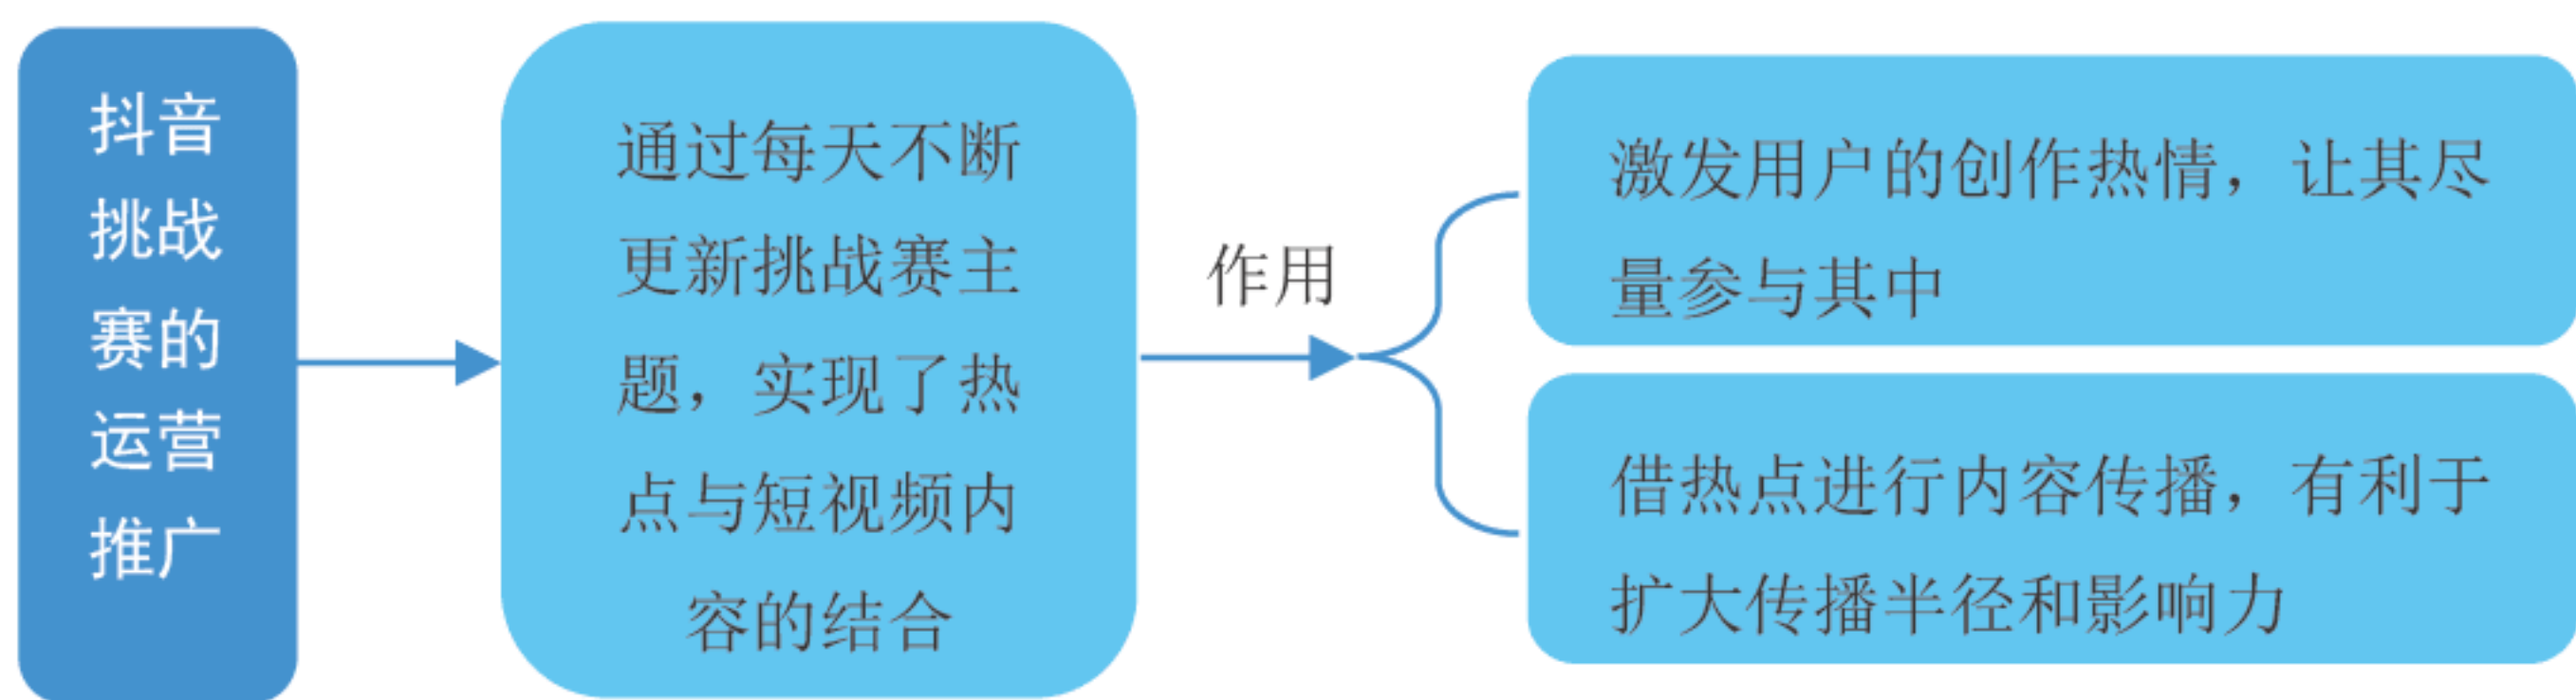 抖音
挑战
赛的
运营
推广
通过每天不断
更新挑战赛主
题，实现了热
点与短视频内
容的结合
作用
激发用户的创作热情，让其尽
量参与其中
借热点进行内容传播，有利于
扩大传播半径和影响力